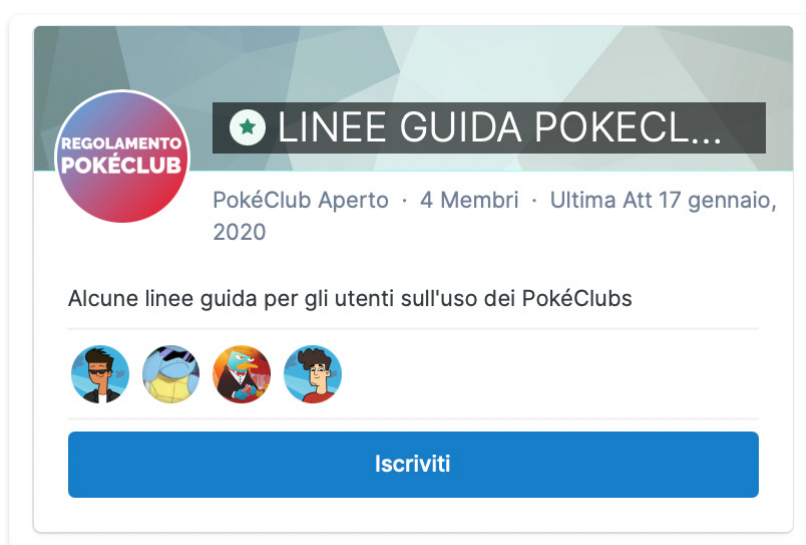 REGOLAMENTO
POKÉCLUB
LINEE GUIDA POKECL...
PokéClub Aperto · 4 Membri · Ultima Att 17 gennaio,
2020
Alcune linee guida per gli utenti sull'uso dei PokéClubs
Iscriviti